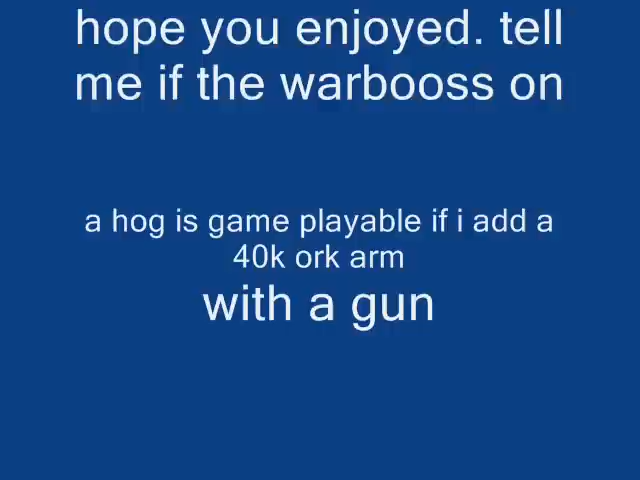 hope you enjoyed. tell
me if the warbooss on
a hog is game playable if i add a
40k ork arm
with a gun